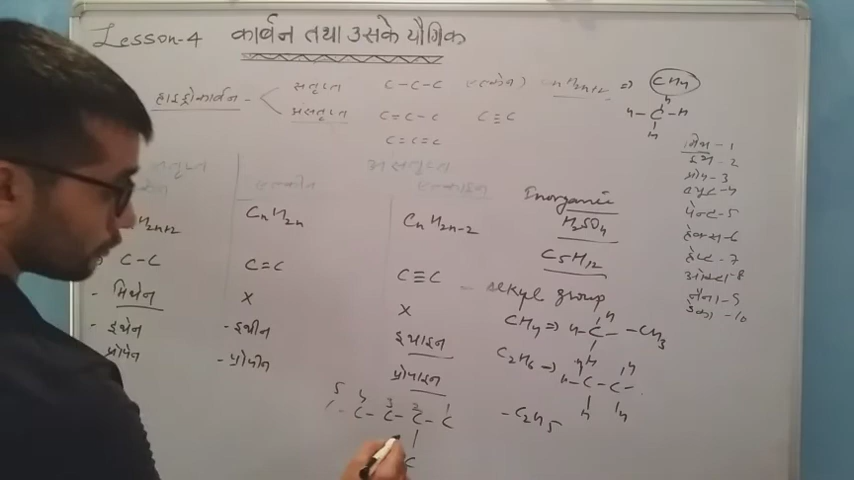 Lesson-4 कार्बन तथा उसके यौगिक
हाइड्रोकार्बन - संतृप्त C-C-C CnH2n+2 ⇒ CH4
असंतृप्त C=C-C C≡C
C=C=C
H
H-C-H
H
मिथ - 1
इथ - 2
प्रोप - 3
ब्यूट - 4
पेन्ट - 5
हेक्स - 6
हेप्ट - 7
ऑक्ट - 8
नोना - 9
डेका - 10
संतृप्त असंतृप्त
एल्कीन एल्काइन
H2n+2 CnH2n CnH2n-2
C-C C=C C≡C
- मिथेन X X
- इथेन - इथीन इथाइन
प्रोपेन - प्रोपीन प्रोपाइन
Inorganic
H2SO4
C5H12
- alkyl group
CH4 ⇒ H-C- -CH3
H
H
C2H6 → H-C-C-
H H
H H
- C2H5
5 4 3 2 1
- C - C - C - C
C